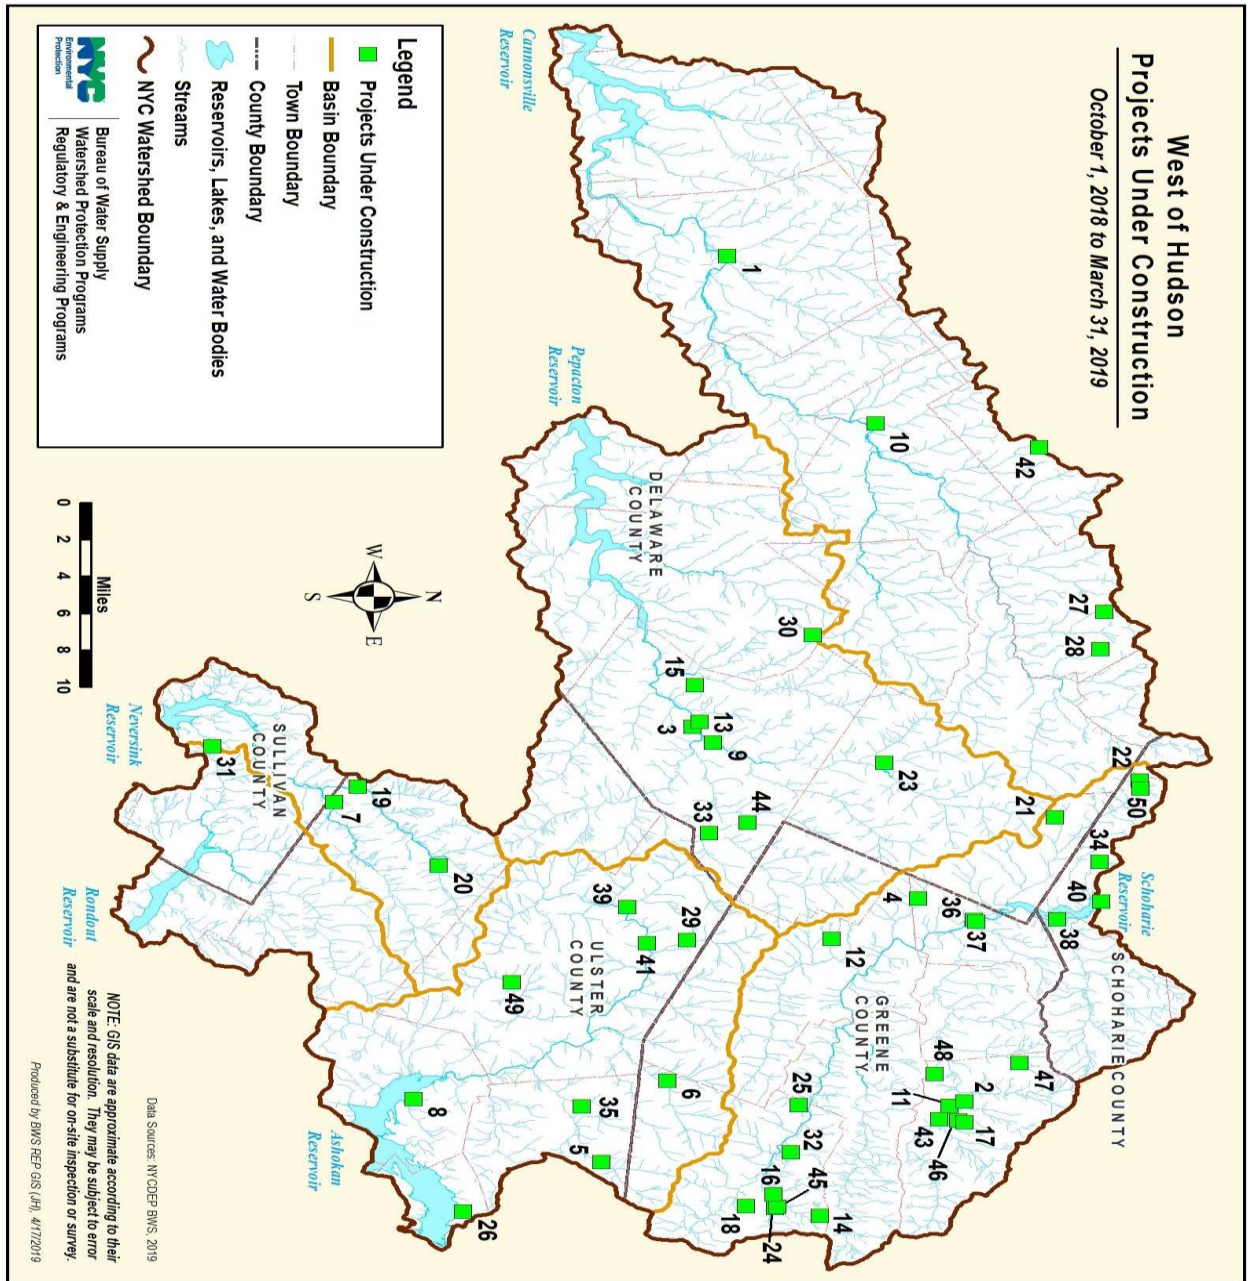 West of Hudson
Projects Under Construction
October 1, 2018 to March 31, 2019
42
27
28
22
50
34
40
Schoharie
Reservoir
38
SCHOHARIE COUNTY
21
47
10
36
37
4
48
2
11
17
43
46
23
GREENE
COUNTY
12
30
25
32
14
1
16
45
24
18
44
33
9
13
3
15
DELAWARE
COUNTY
29
6
41
39
35
5
ULSTER
COUNTY
Cannonsville
Reservoir
Pepacton
Reservoir
49
20
8
26
Ashokan
Reservoir
19
7
SULLIVAN
COUNTY
31
Neversink
Reservoir
Rondout
Reservoir
N
W
E
S
Miles
0 2 4 6 8 10
Legend
Projects Under Construction
Basin Boundary
Town Boundary
County Boundary
Reservoirs, Lakes, and Water Bodies
Streams
NYC Watershed Boundary
NYC
Environmental
Protection
Bureau of Water Supply
Watershed Protection Programs
Regulatory & Engineering Programs
Data Sources: NYCDEP BWS, 2019
NOTE: GIS data are approximate according to their
scale and resolution. They may be subject to error
and are not a substitute for on-site inspection or survey.
Produced by BWS REP GIS (JH), 4/17/2019